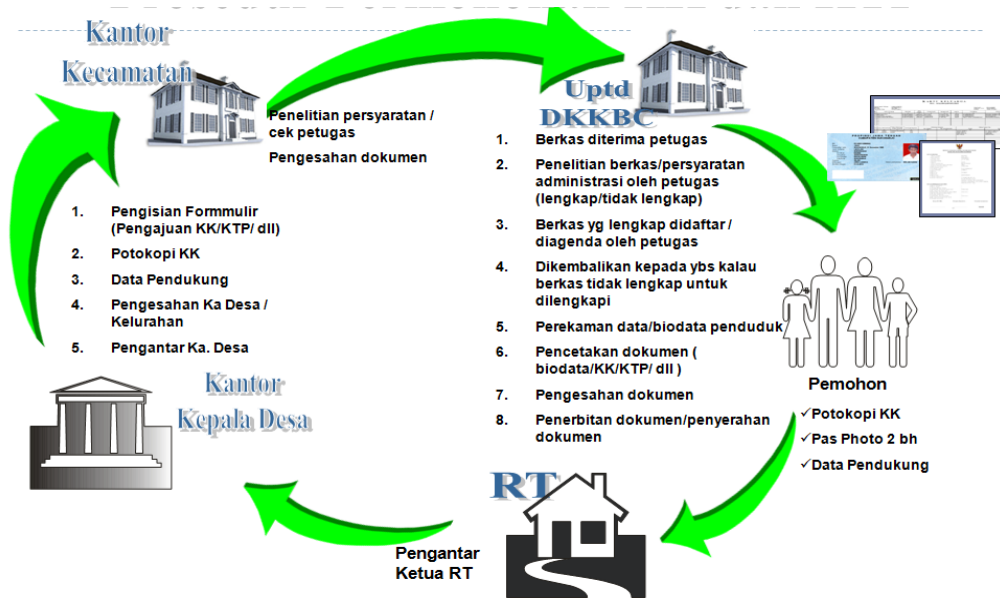 Kantor
Kecamatan
Penelitian persyaratan /
cek petugas
Pengesahan dokumen
Uptd
DKKBC
1. Berkas diterima petugas
2. Penelitian berkas/persyaratan
administrasi oleh petugas
(lengkap/tidak lengkap)
3. Berkas yg lengkap didaftar /
diagenda oleh petugas
4. Dikembalikan kepada ybs kalau
berkas tidak lengkap untuk
dilengkapi
5. Perekaman data/biodata penduduk
6. Pencetakan dokumen (
biodata/KK/KTP/ dll )
7. Pengesahan dokumen
8. Penerbitan dokumen/penyerahan
dokumen
1. Pengisian Formmulir
(Pengajuan KK/KTP/ dll)
2. Potokopi KK
3. Data Pendukung
4. Pengesahan Ka Desa /
Kelurahan
5. Pengantar Ka. Desa
Kantor
Kepala Desa
Pemohon
✓Potokopi KK
✓Pas Photo 2 bh
✓Data Pendukung
RT
Pengantar
Ketua RT